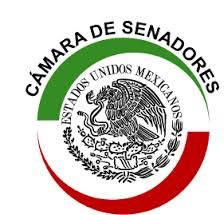 CÁMARA DE SENADORES
ESTADOS UNIDOS MEXICANOS